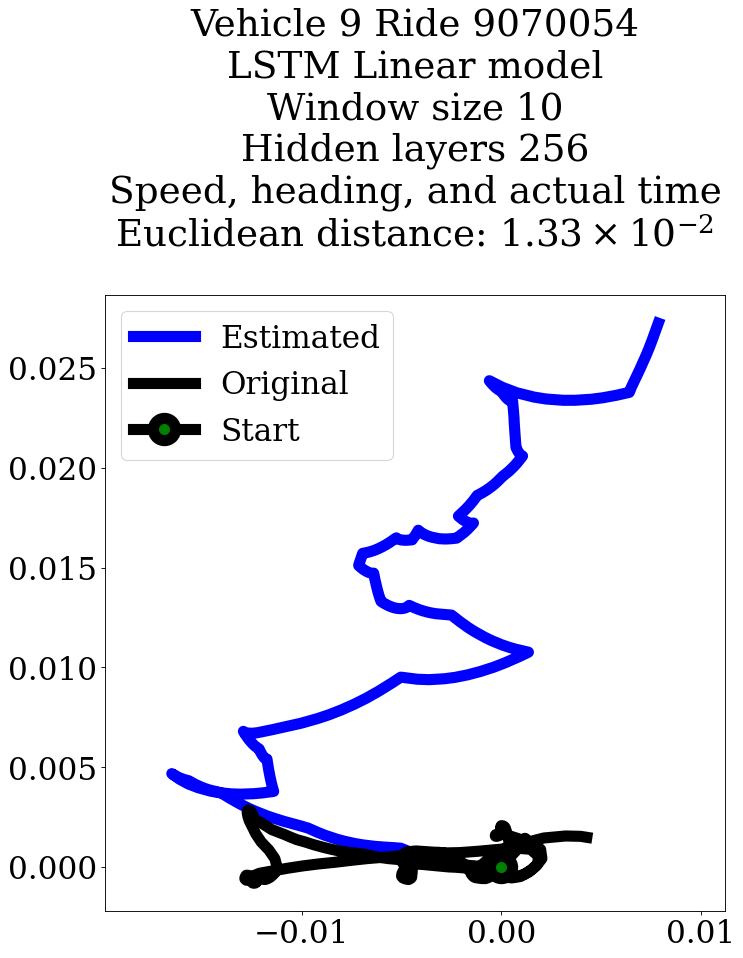 Vehicle 9 Ride 9070054
LSTM Linear model
Window size 10
Hidden layers 256
Speed, heading, and actual time
Euclidean distance: 1.33 × 10⁻²
Estimated
Original
Start
0.025
0.020
0.015
0.010
0.005
0.000
−0.01
0.00
0.01